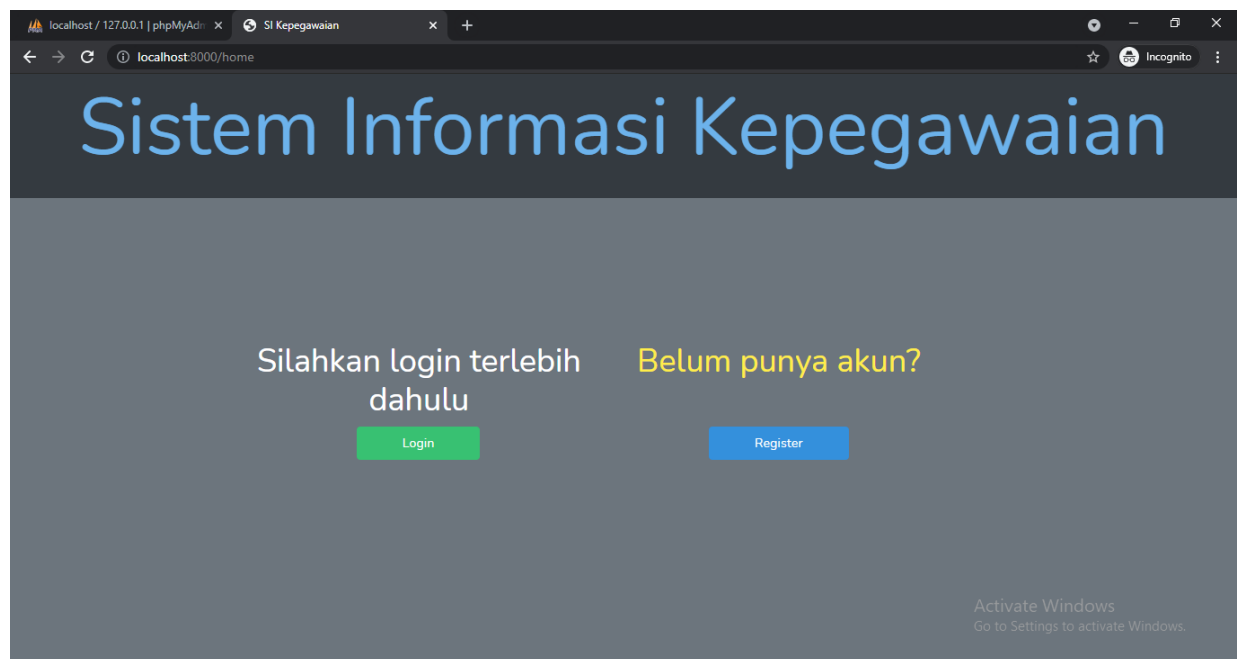 localhost / 127.0.0.1 | phpMyAdn
SI Kepegawaian
localhost:8000/home
Incognito
Sistem Informasi Kepegawaian
Silahkan login terlebih
dahulu
Belum punya akun?
Login
Register
Activate Windows
Go to Settings to activate Windows.